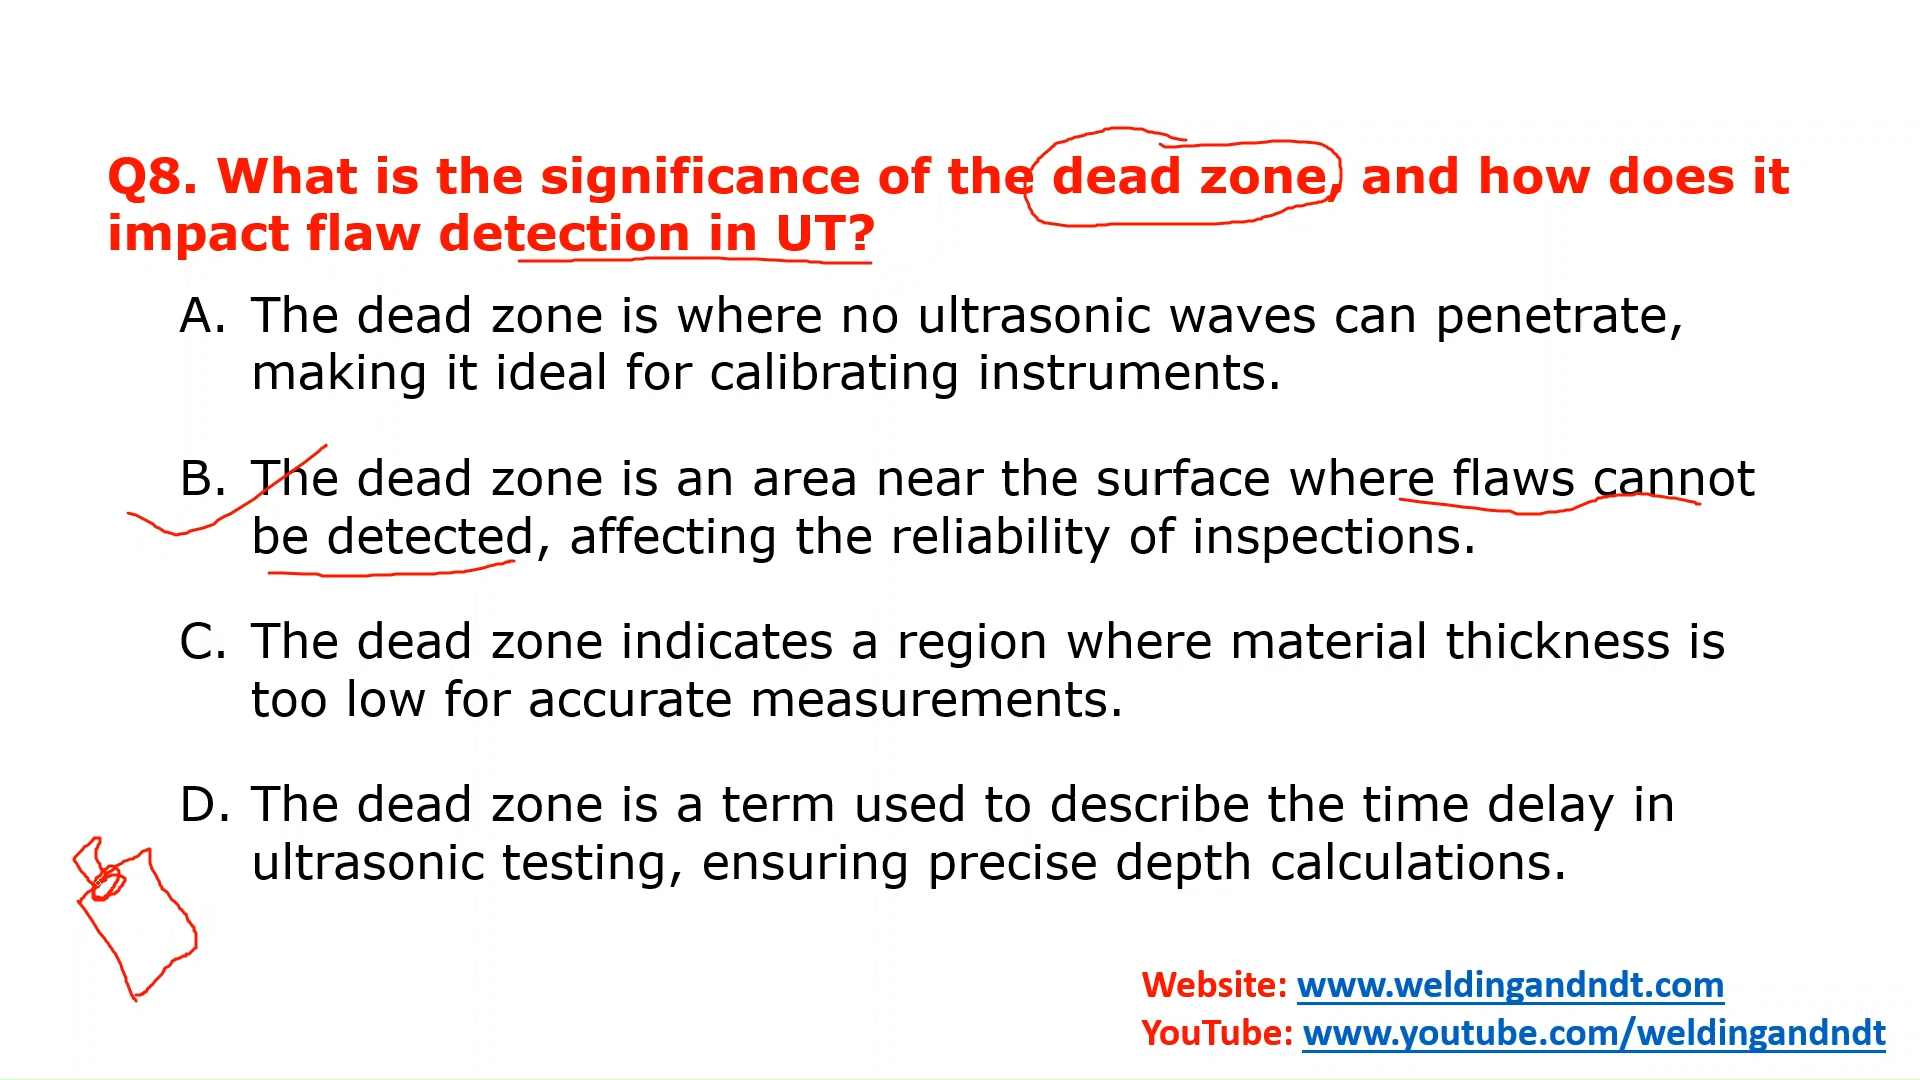 Q8. What is the significance of the dead zone, and how does it
impact flaw detection in UT?
A. The dead zone is where no ultrasonic waves can penetrate,
making it ideal for calibrating instruments.
B. The dead zone is an area near the surface where flaws cannot
be detected, affecting the reliability of inspections.
C. The dead zone indicates a region where material thickness is
too low for accurate measurements.
D. The dead zone is a term used to describe the time delay in
ultrasonic testing, ensuring precise depth calculations.
Website: www.weldingandndt.com
YouTube: www.youtube.com/weldingandndt